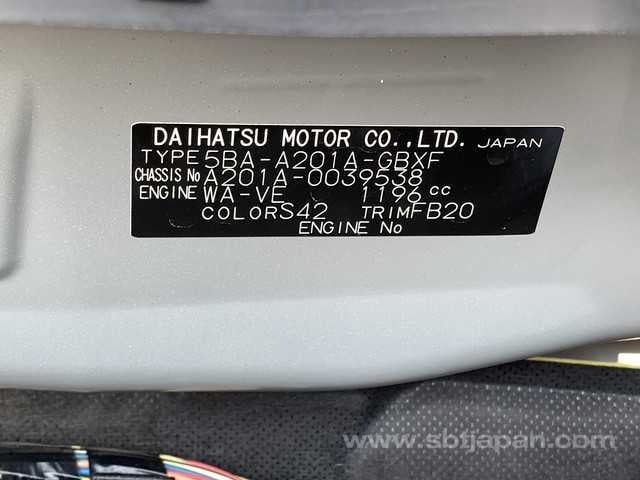 DAIHATSU MOTOR CO.,LTD. JAPAN
TYPE 5BA-A201A-GBXF
CHASSIS No A201A-0039538
ENGINE WA-VE 1196 cc
COLOR S42 TRIM FB20
ENGINE No
www.sbtjapan.com